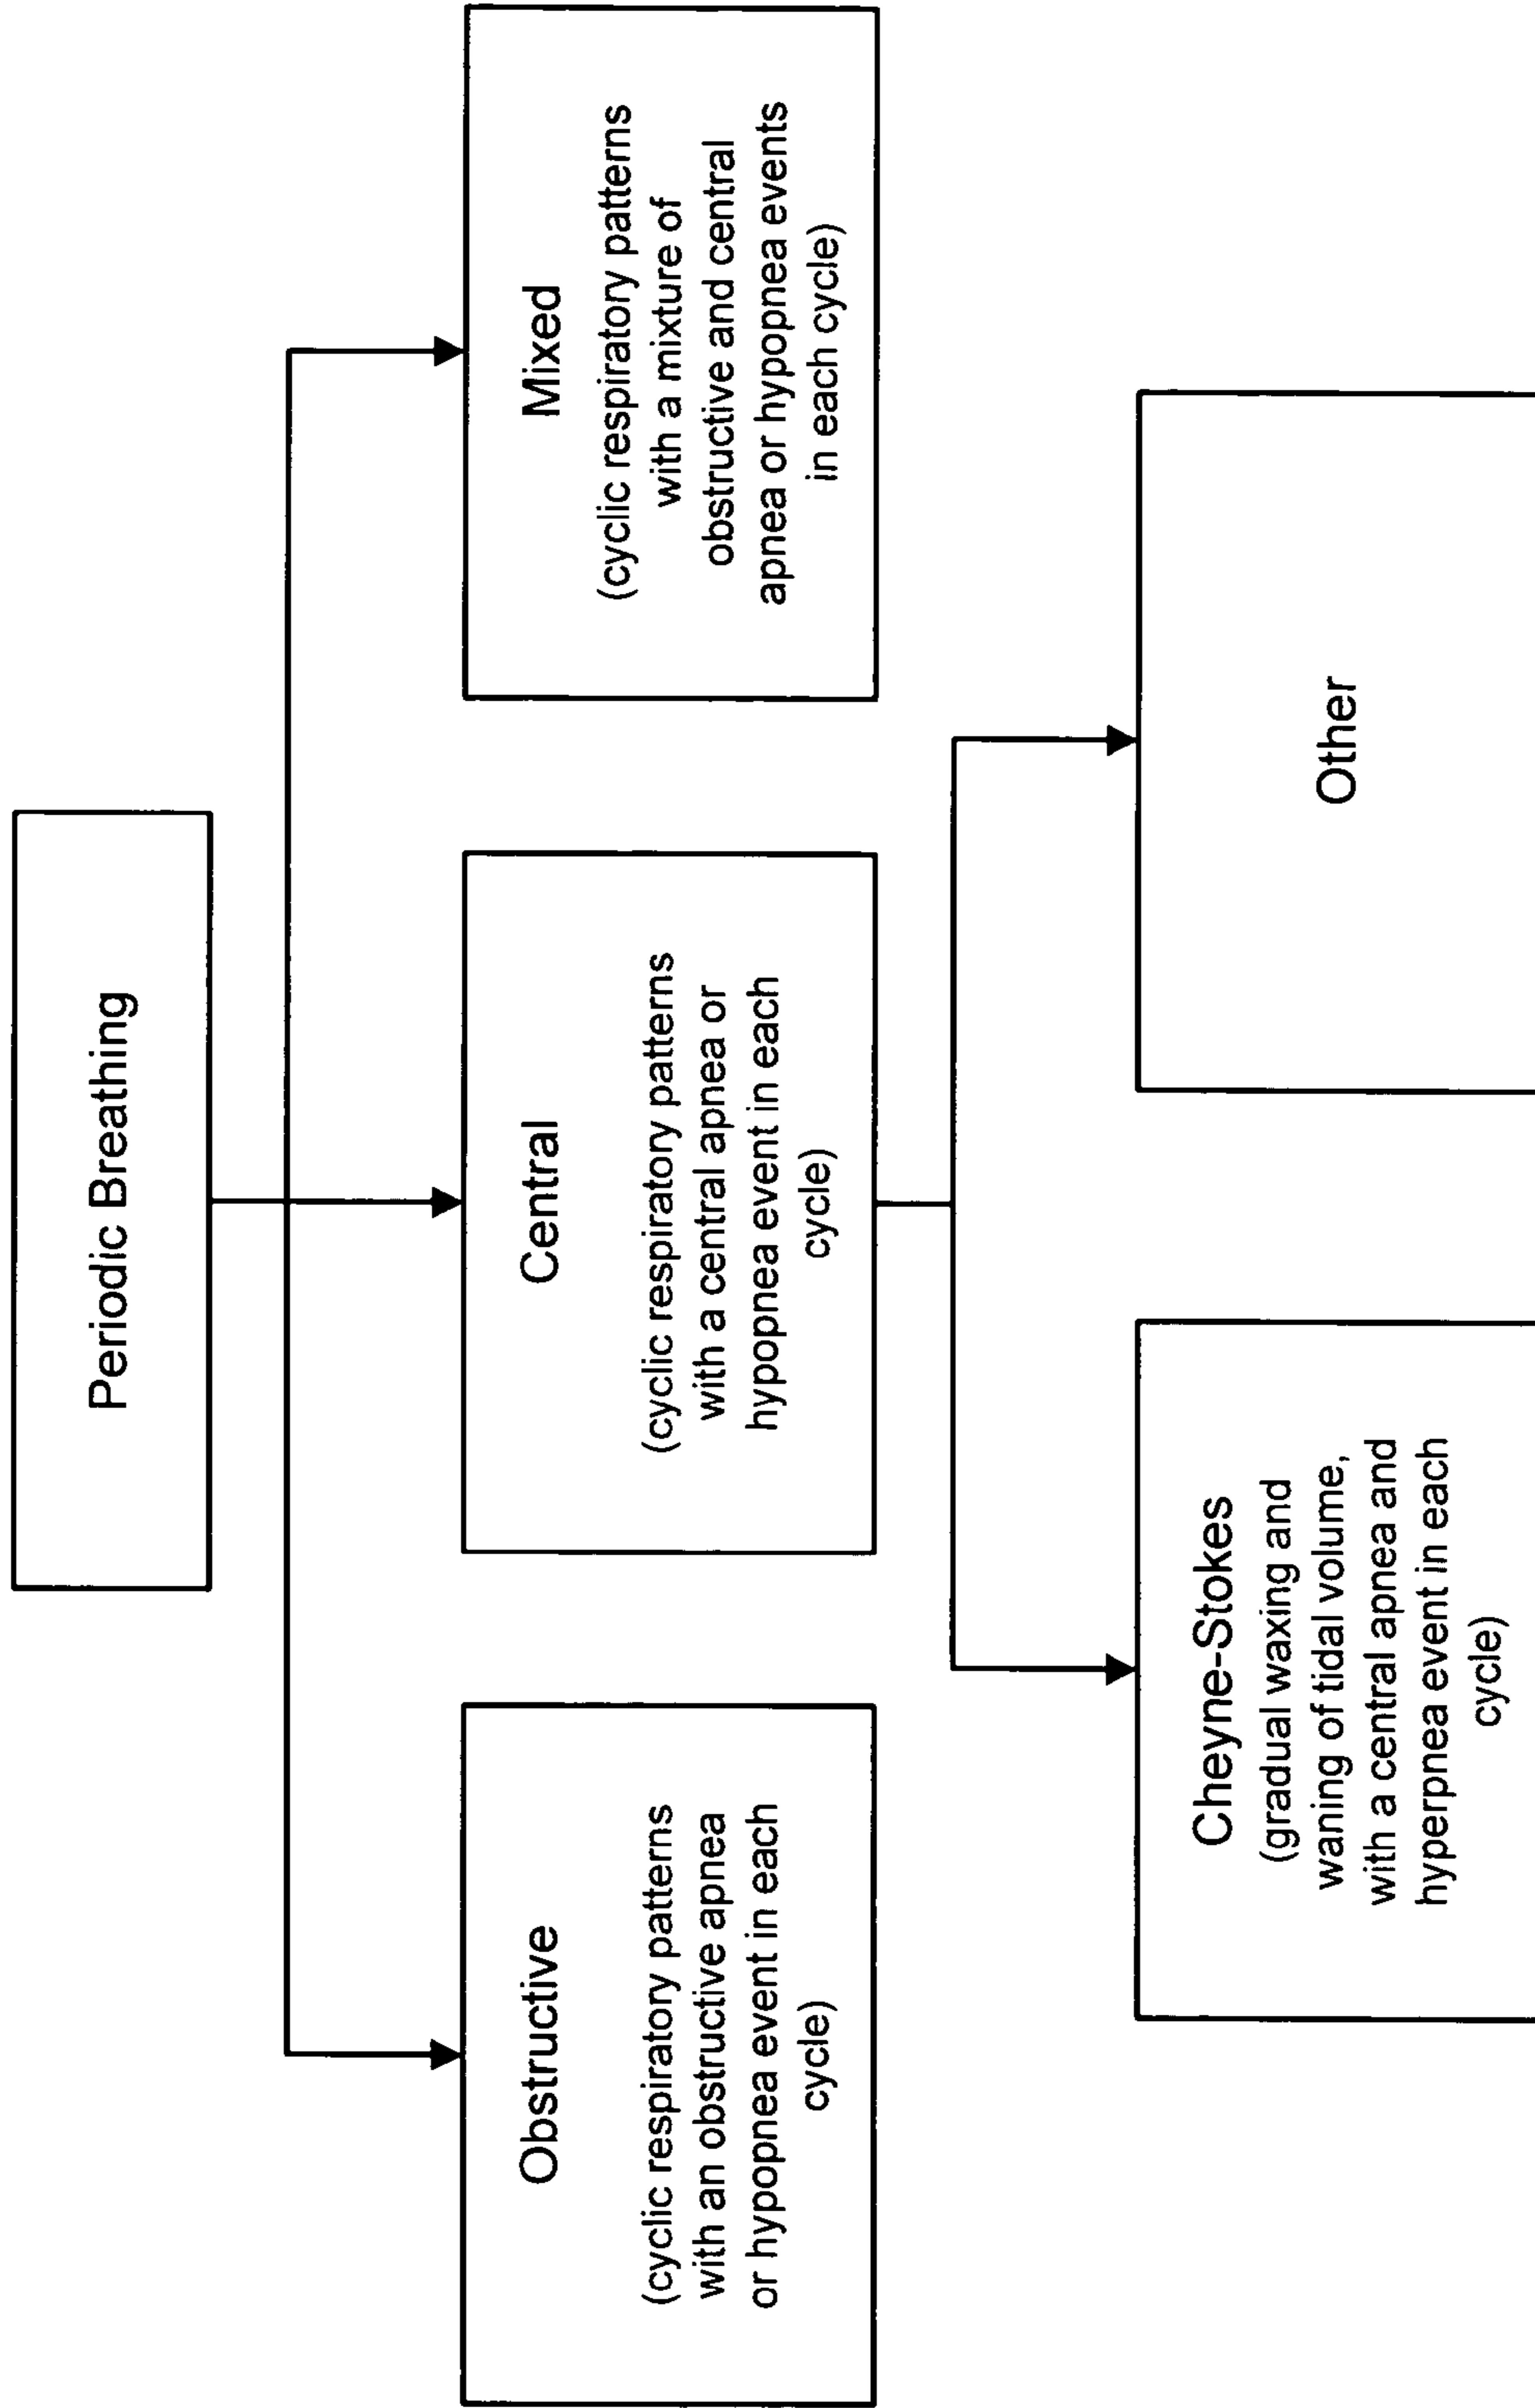 Periodic Breathing
Obstructive
(cyclic respiratory patterns
with an obstructive apnea
or hypopnea event in each
cycle)
Central
(cyclic respiratory patterns
with a central apnea or
hypopnea event in each
cycle)
Mixed
(cyclic respiratory patterns
with a mixture of
obstructive and central
apnea or hypopnea events
in each cycle)
Cheyne-Stokes
(gradual waxing and
waning of tidal volume,
with a central apnea and
hyperpnea event in each
cycle)
Other